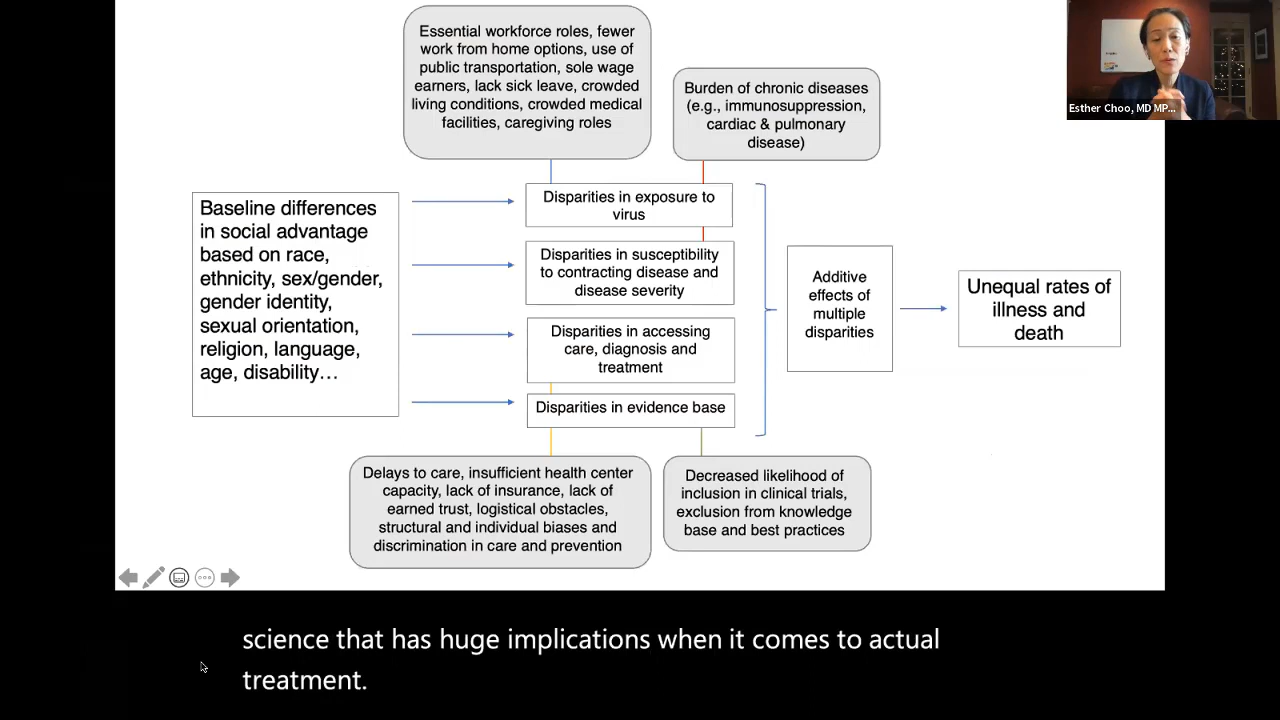 Essential workforce roles, fewer
work from home options, use of
public transportation, sole wage
earners, lack sick leave, crowded
living conditions, crowded medical
facilities, caregiving roles
Burden of chronic diseases
(e.g., immunosuppression,
cardiac & pulmonary
disease)
Esther Choo, MD MP...
Baseline differences
in social advantage
based on race,
ethnicity, sex/gender,
gender identity,
sexual orientation,
religion, language,
age, disability…
Disparities in exposure to
virus
Disparities in susceptibility
to contracting disease and
disease severity
Disparities in accessing
care, diagnosis and
treatment
Disparities in evidence base
Additive
effects of
multiple
disparities
Unequal rates of
illness and
death
Delays to care, insufficient health center
capacity, lack of insurance, lack of
earned trust, logistical obstacles,
structural and individual biases and
discrimination in care and prevention
Decreased likelihood of
inclusion in clinical trials,
exclusion from knowledge
base and best practices
science that has huge implications when it comes to actual
treatment.